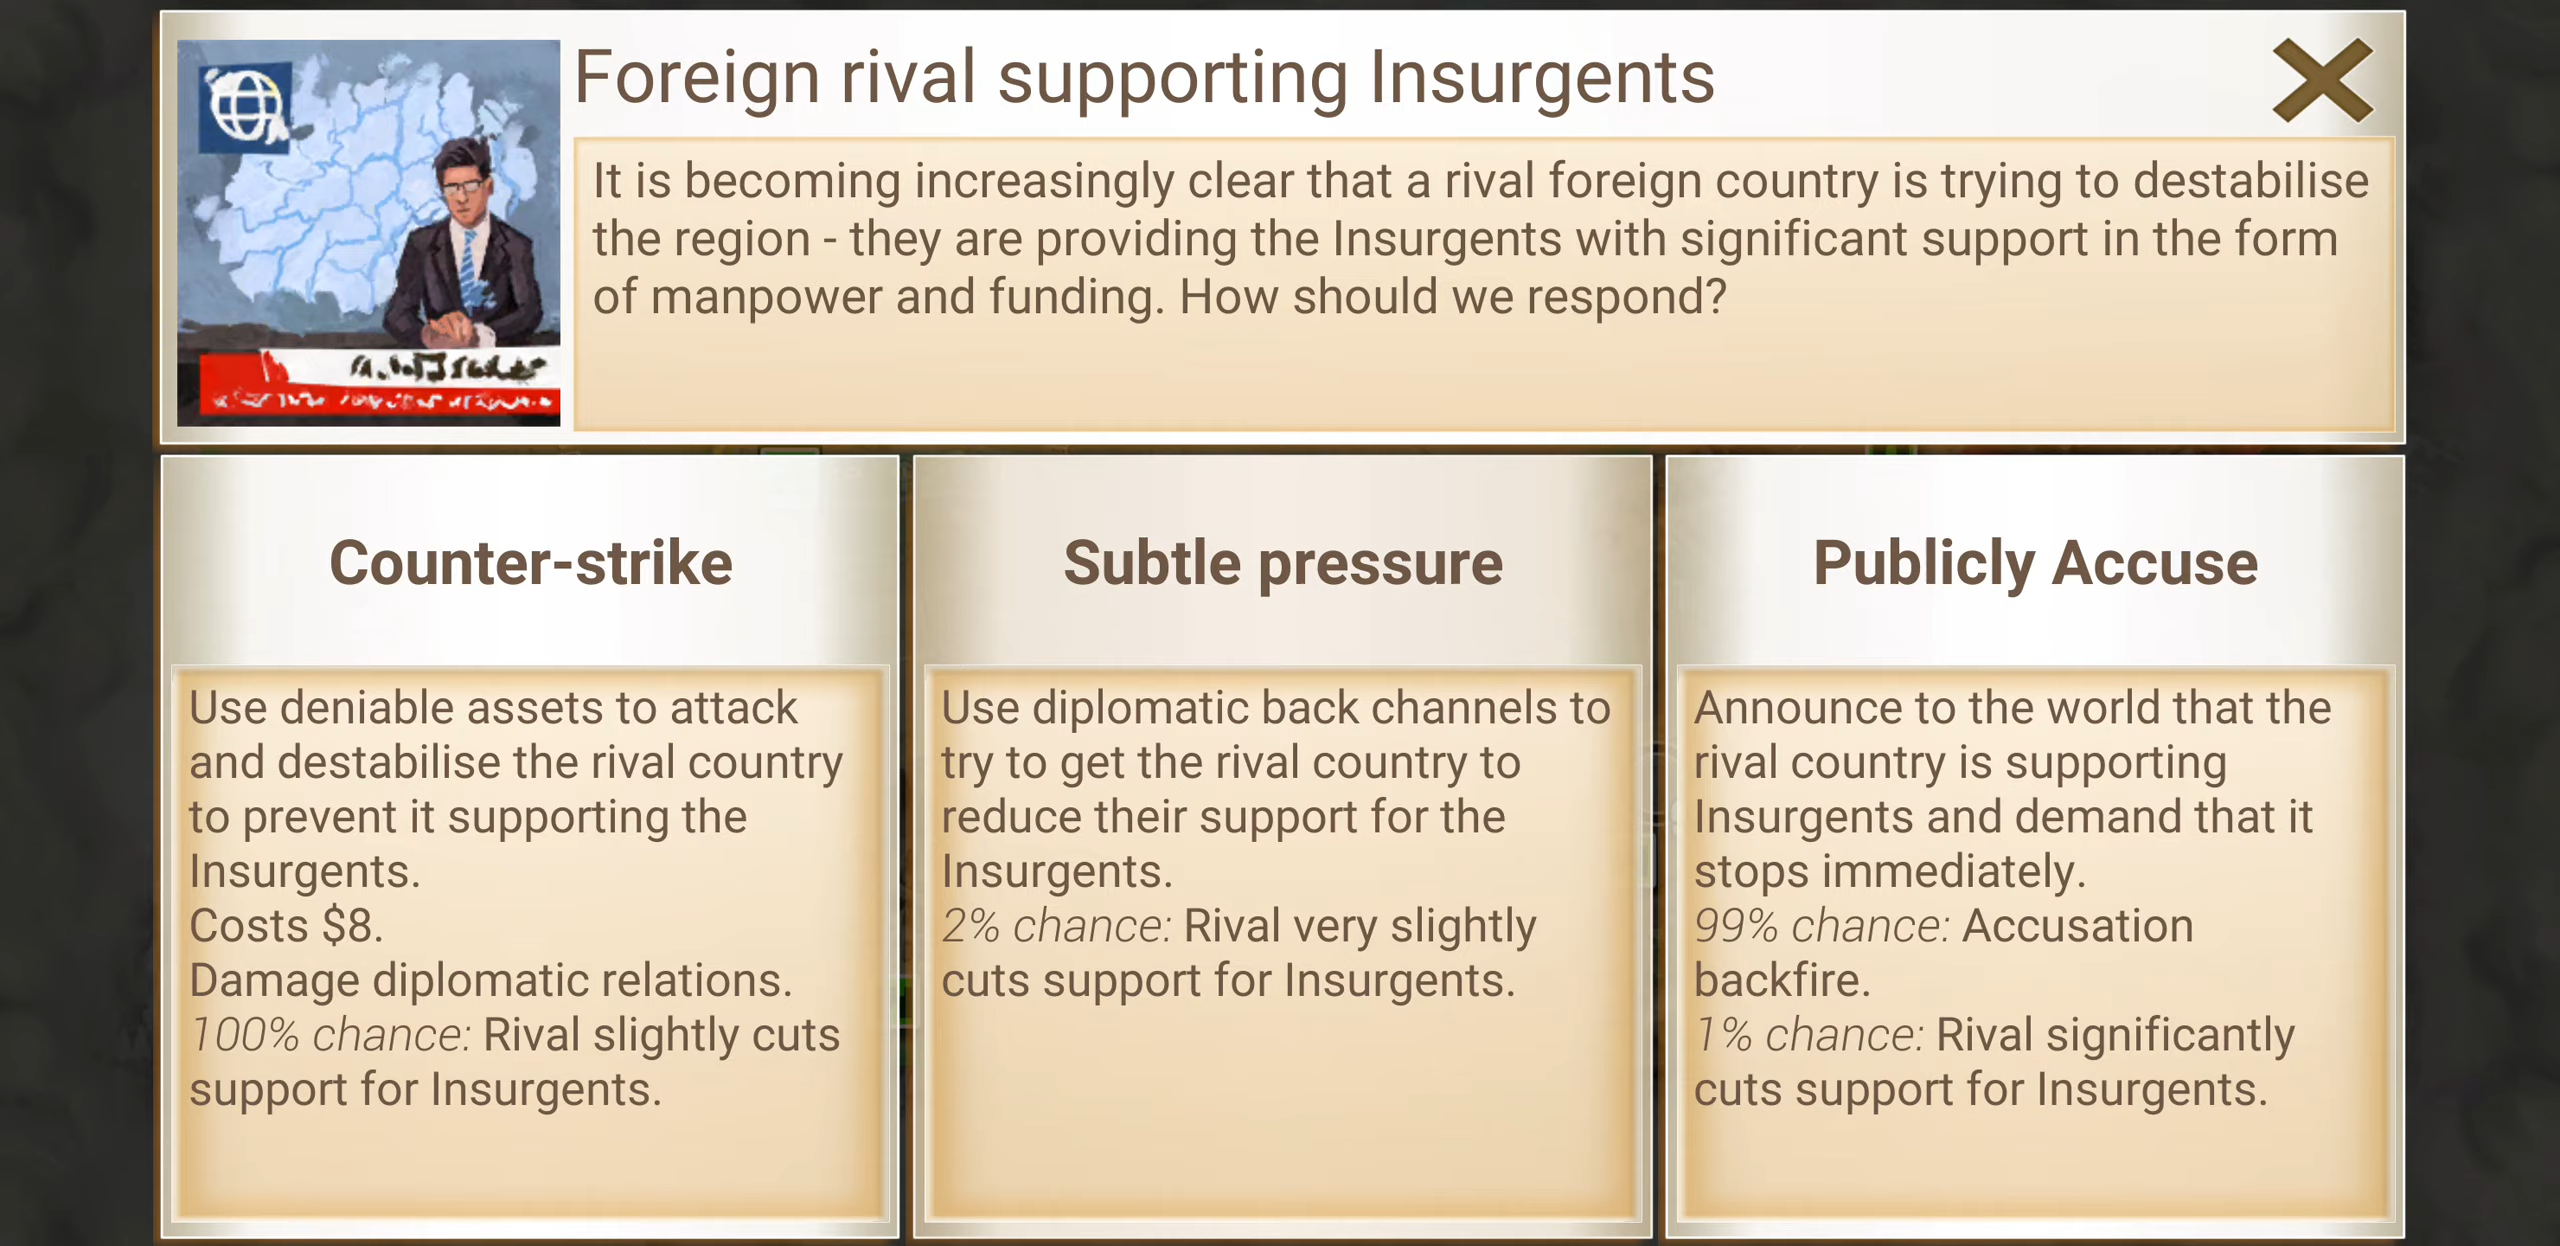 Foreign rival supporting Insurgents
It is becoming increasingly clear that a rival foreign country is trying to destabilise
the region - they are providing the Insurgents with significant support in the form
of manpower and funding. How should we respond?
Counter-strike
Use deniable assets to attack
and destabilise the rival country
to prevent it supporting the
Insurgents.
Costs $8.
Damage diplomatic relations.
100% chance: Rival slightly cuts
support for Insurgents.
Subtle pressure
Use diplomatic back channels to
try to get the rival country to
reduce their support for the
Insurgents.
2% chance: Rival very slightly
cuts support for Insurgents.
Publicly Accuse
Announce to the world that the
rival country is supporting
Insurgents and demand that it
stops immediately.
99% chance: Accusation
backfire.
1% chance: Rival significantly
cuts support for Insurgents.